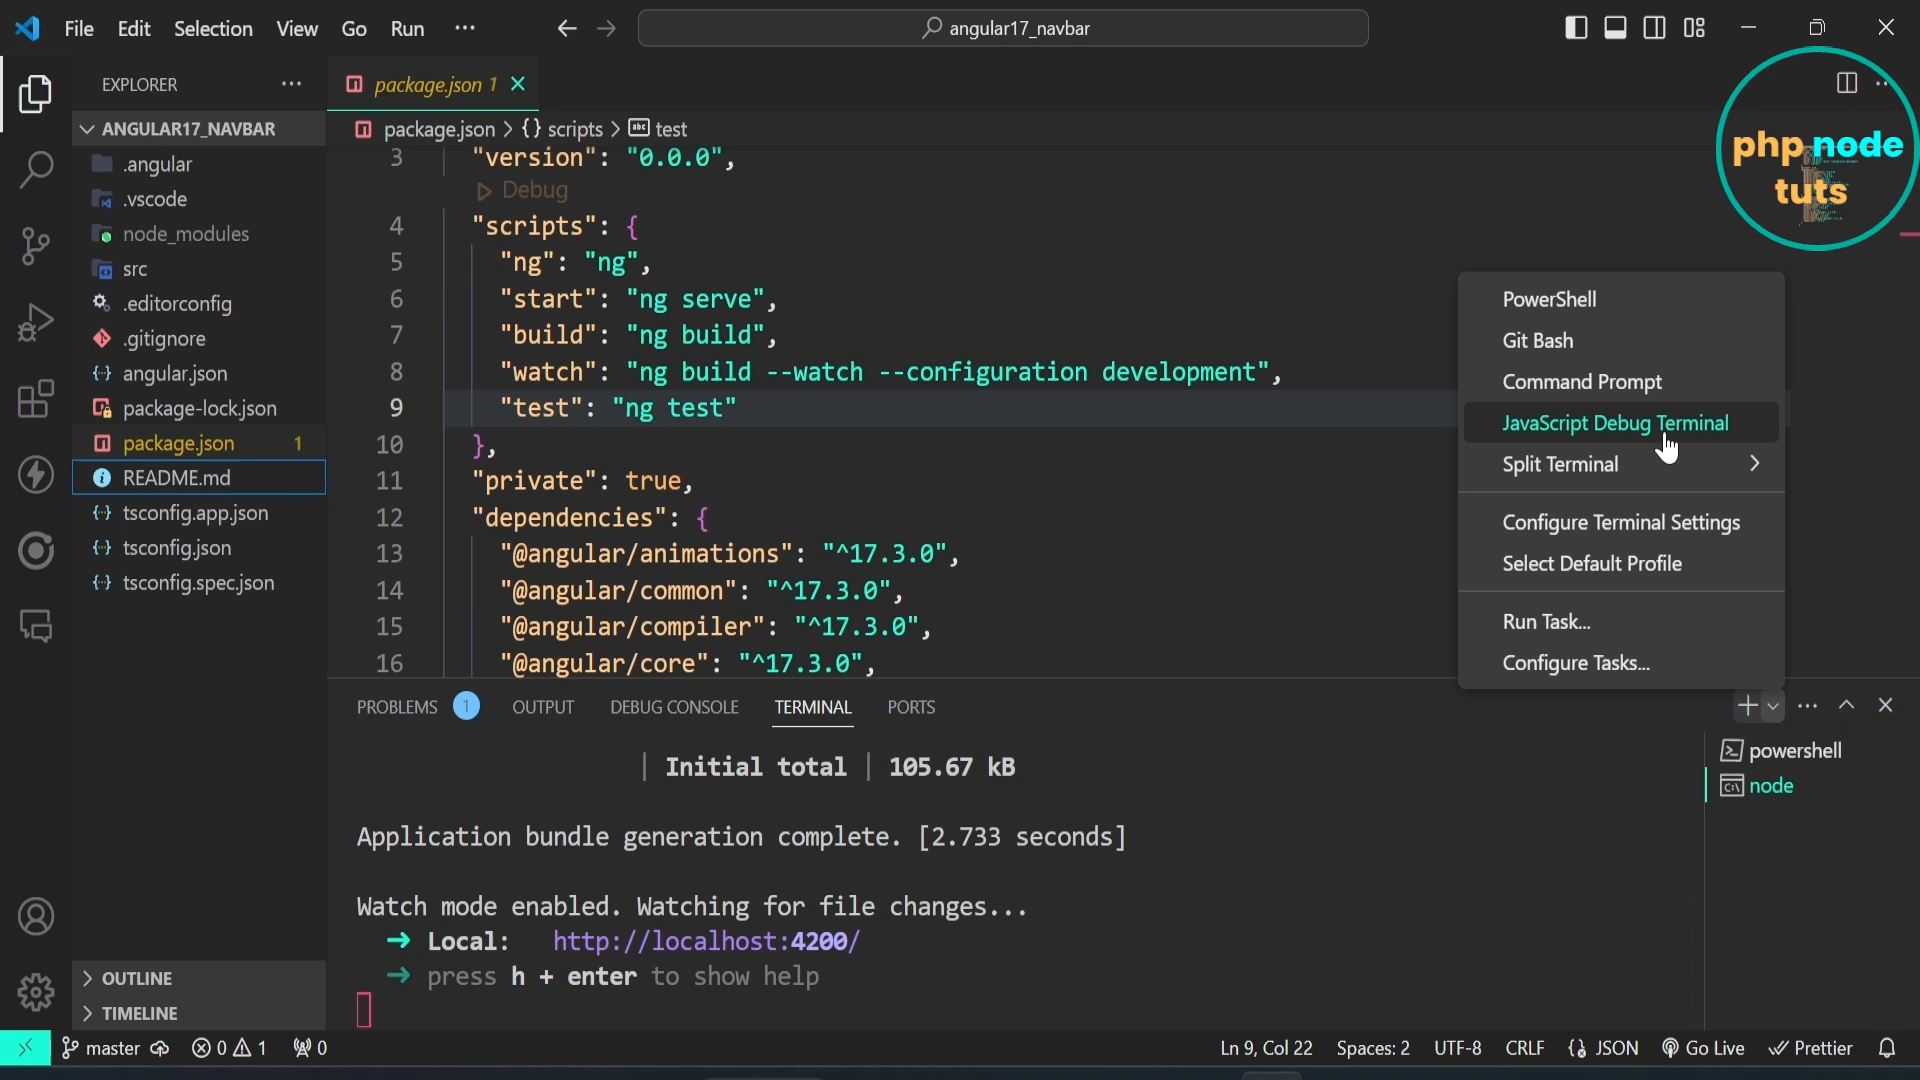 File Edit Selection View Go Run ...
angular17_navbar
EXPLORER ...
ANGULAR17_NAVBAR
.angular
.vscode
node_modules
src
.editorconfig
.gitignore
angular.json
package-lock.json
package.json 1
README.md
tsconfig.app.json
tsconfig.json
tsconfig.spec.json
OUTLINE
TIMELINE
package.json 1
package.json > {} scripts > abc test
3 "version": "0.0.0",
Debug
4 "scripts": {
5 "ng": "ng",
6 "start": "ng serve",
7 "build": "ng build",
8 "watch": "ng build --watch --configuration development",
9 "test": "ng test"
10 },
11 "private": true,
12 "dependencies": {
13 "@angular/animations": "^17.3.0",
14 "@angular/common": "^17.3.0",
15 "@angular/compiler": "^17.3.0",
16 "@angular/core": "^17.3.0",
php node
tuts
PowerShell
Git Bash
Command Prompt
JavaScript Debug Terminal
Split Terminal
Configure Terminal Settings
Select Default Profile
Run Task...
Configure Tasks...
PROBLEMS 1 OUTPUT DEBUG CONSOLE TERMINAL PORTS
| Initial total | 105.67 kB
Application bundle generation complete. [2.733 seconds]
Watch mode enabled. Watching for file changes...
➜ Local: http://localhost:4200/
➜ press h + enter to show help
powershell
node
master 0 1 0 Ln 9, Col 22 Spaces: 2 UTF-8 CRLF {} JSON Go Live Prettier